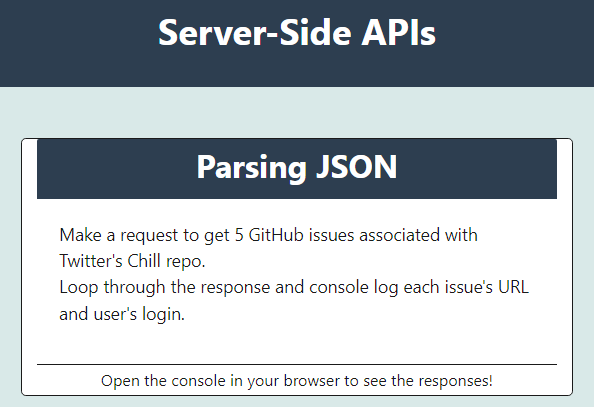 Server-Side APIs
Parsing JSON
Make a request to get 5 GitHub issues associated with
Twitter's Chill repo.
Loop through the response and console log each issue's URL
and user's login.
Open the console in your browser to see the responses!